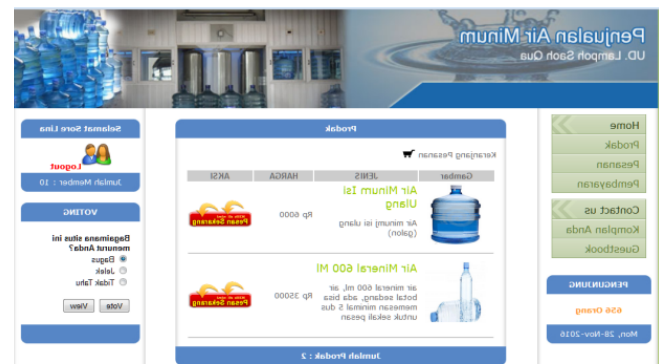 Penjualan Air Minum
UD. Lampoh Saoh Qua
Home
Prodak
Pesanan
Pembayaran
Contact us
Komplan Anda
Guestbook
PENGUNJUNG
656 Orang
Mon, 28-Nov-2016
Prodak
Keranjang Pesanan
Gambar JENIS HARGA AKSI
Air Minum Isi
Ulang
Air minumj isi ulang
(galon)
Rp 6000
Pesan Sekarang
Air Mineral 600 Ml
air mineral 600 ml, air
botal sedang, ada bisa
memesan minimal 5 dus
untuk sekali pesan
Rp 35000
Pesan Sekarang
Jumlah Prodak : 2
Selamat Sore Lina
Logout
Jumlah Member : 10
VOTING
Bagaimana situs ini
menurut Anda?
Bagus
Jelek
Tidak Tahu
Vote View